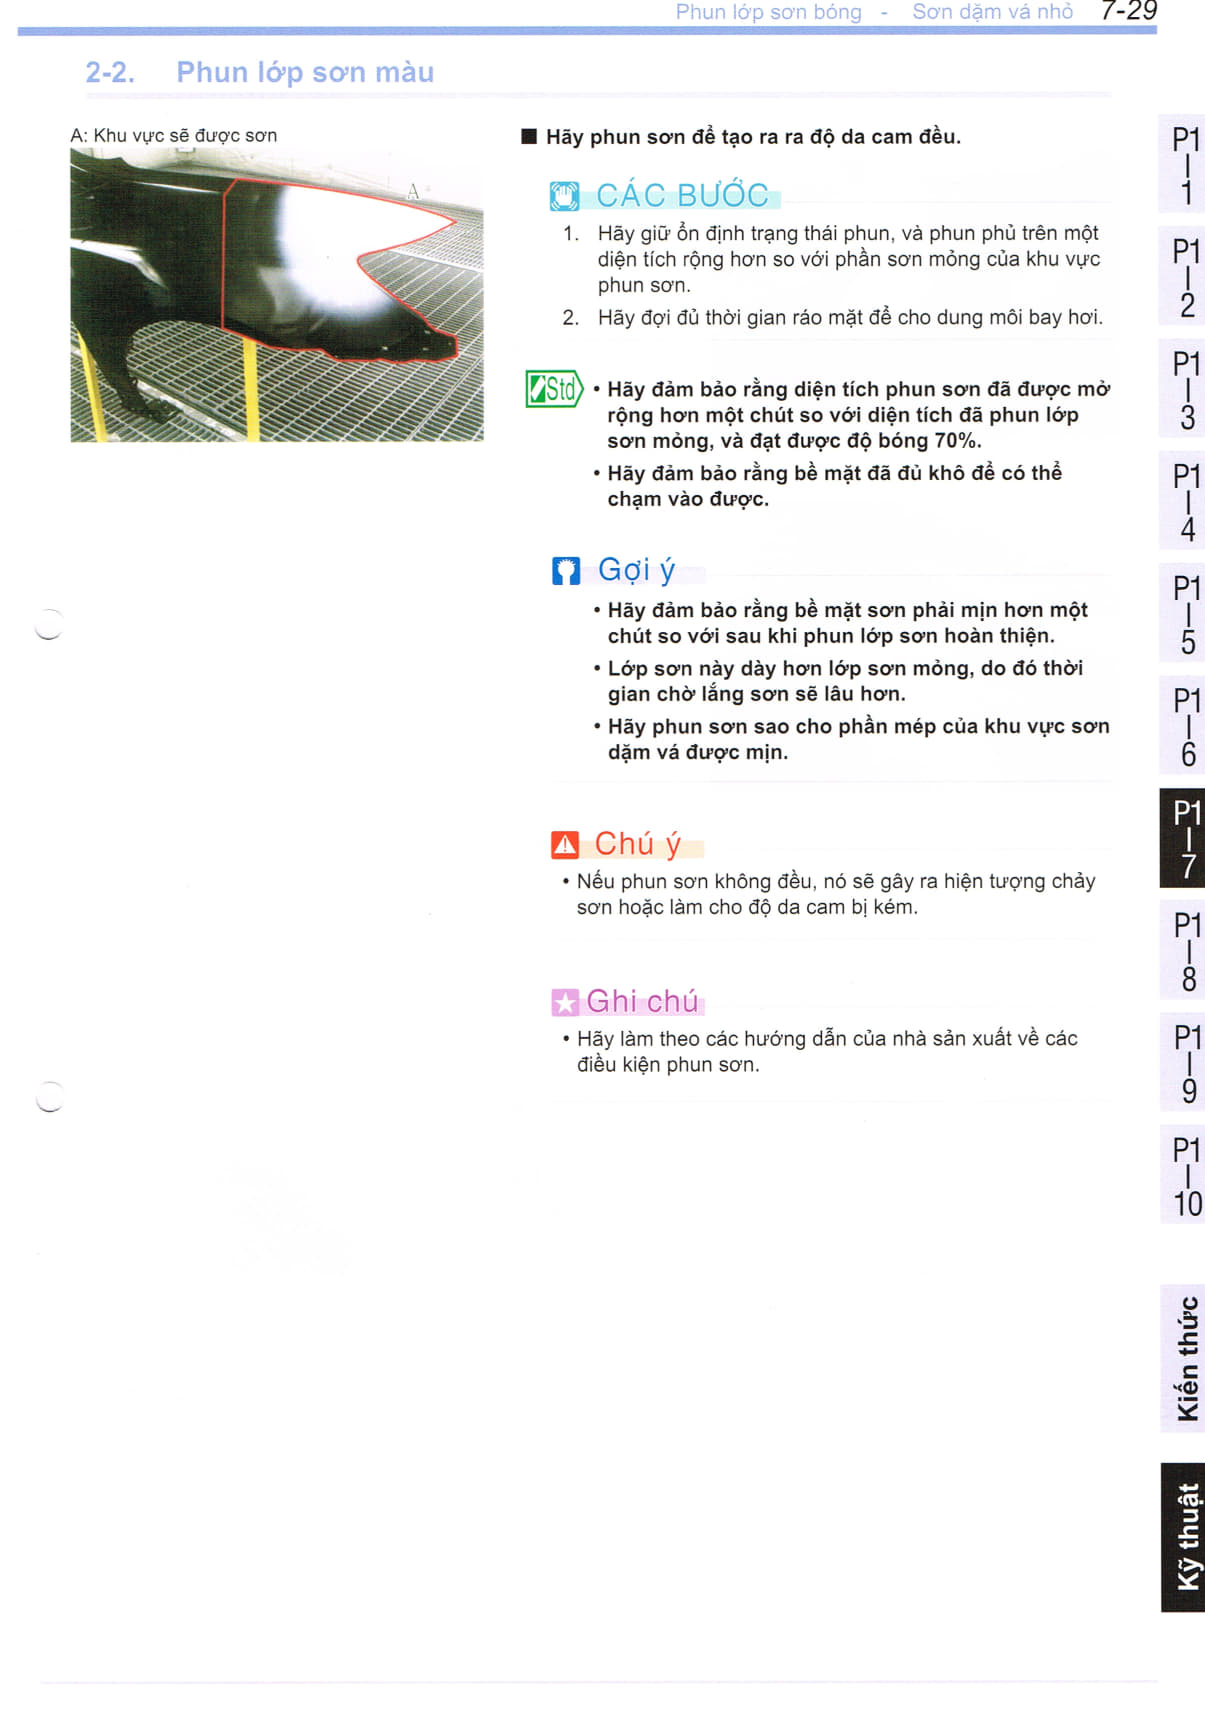 Phun lớp sơn bóng - Sơn dặm vá nhỏ 7-29
2-2. Phun lớp sơn màu
A: Khu vực sẽ được sơn
A
■ Hãy phun sơn để tạo ra ra độ da cam đều.
CÁC BƯỚC
1. Hãy giữ ổn định trạng thái phun, và phun phủ trên một
diện tích rộng hơn so với phần sơn mỏng của khu vực
phun sơn.
2. Hãy đợi đủ thời gian ráo mặt để cho dung môi bay hơi.
Std
• Hãy đảm bảo rằng diện tích phun sơn đã được mở
rộng hơn một chút so với diện tích đã phun lớp
sơn mỏng, và đạt được độ bóng 70%.
• Hãy đảm bảo rằng bề mặt đã đủ khô để có thể
chạm vào được.
Gợi ý
• Hãy đảm bảo rằng bề mặt sơn phải mịn hơn một
chút so với sau khi phun lớp sơn hoàn thiện.
• Lớp sơn này dày hơn lớp sơn mỏng, do đó thời
gian chờ lắng sơn sẽ lâu hơn.
• Hãy phun sơn sao cho phần mép của khu vực sơn
dặm vá được mịn.
Chú ý
• Nếu phun sơn không đều, nó sẽ gây ra hiện tượng chảy
sơn hoặc làm cho độ da cam bị kém.
Ghi chú
• Hãy làm theo các hướng dẫn của nhà sản xuất về các
điều kiện phun sơn.
P1
1
P1
2
P1
3
P1
4
P1
5
P1
6
P1
7
P1
8
P1
9
P1
10
Kiến thức
Kỹ thuật